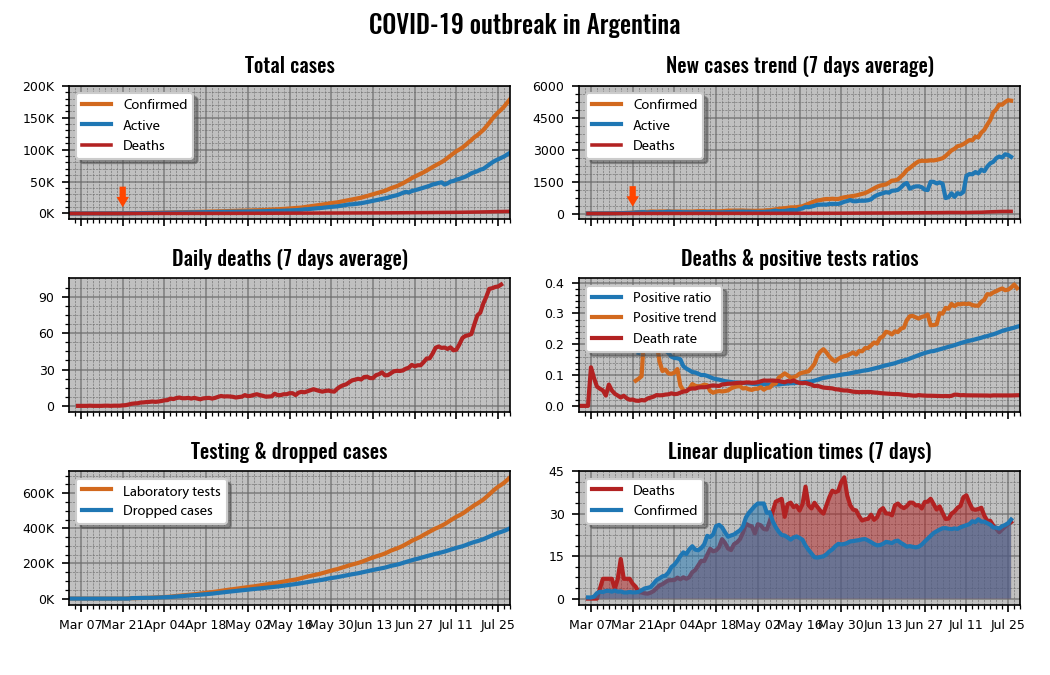 COVID-19 outbreak in Argentina
Total cases
200K
150K
100K
50K
0K
Confirmed
Active
Deaths
New cases trend (7 days average)
6000
4500
3000
1500
0
Confirmed
Active
Deaths
Daily deaths (7 days average)
90
60
30
0
Deaths & positive tests ratios
0.4
0.3
0.2
0.1
0.0
Positive ratio
Positive trend
Death rate
Testing & dropped cases
600K
400K
200K
0K
Laboratory tests
Dropped cases
Mar 07 Mar 21 Apr 04 Apr 18 May 02 May 16 May 30 Jun 13 Jun 27 Jul 11 Jul 25
Linear duplication times (7 days)
45
30
15
0
Deaths
Confirmed
Mar 07 Mar 21 Apr 04 Apr 18 May 02 May 16 May 30 Jun 13 Jun 27 Jul 11 Jul 25